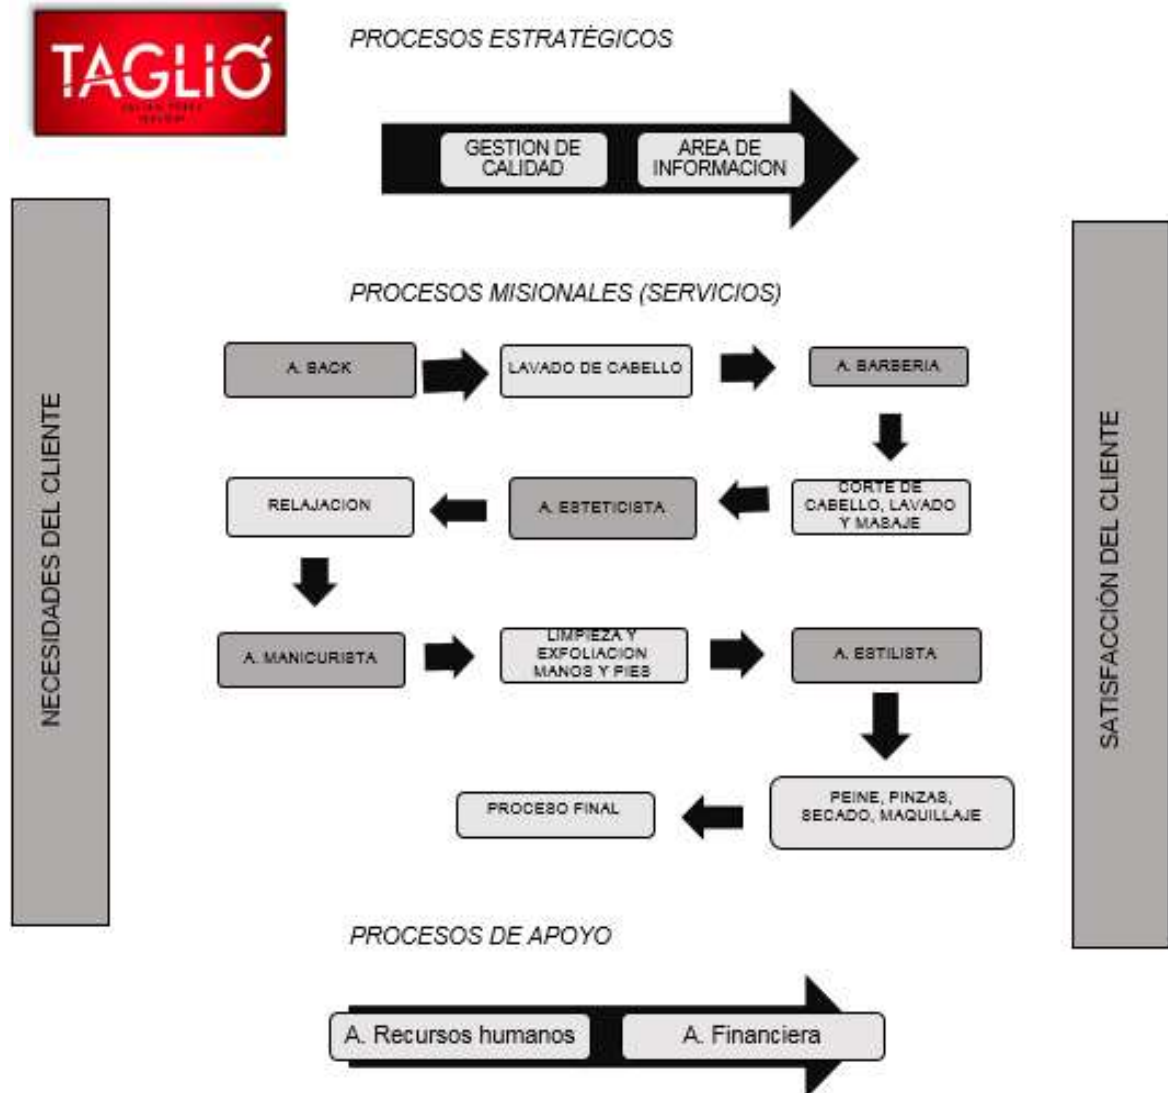 TAGLIÓ
PROCESOS ESTRATÉGICOS
GESTION DE
CALIDAD
AREA DE
INFORMACION
NECESIDADES DEL CLIENTE
PROCESOS MISIONALES (SERVICIOS)
A. BACK
LAVADO DE CABELLO
A. BARBERIA
RELAJACION
A. ESTETICISTA
CORTE DE
CABELLO, LAVADO
Y MASAJE
A. MANICURISTA
LIMPIEZA Y
EXFOLIACION
MANOS Y PIES
A. ESTILISTA
PROCESO FINAL
PEINE, PINZAS,
SECADO, MAQUILLAJE
SATISFACCIÓN DEL CLIENTE
PROCESOS DE APOYO
A. Recursos humanos
A. Financiera